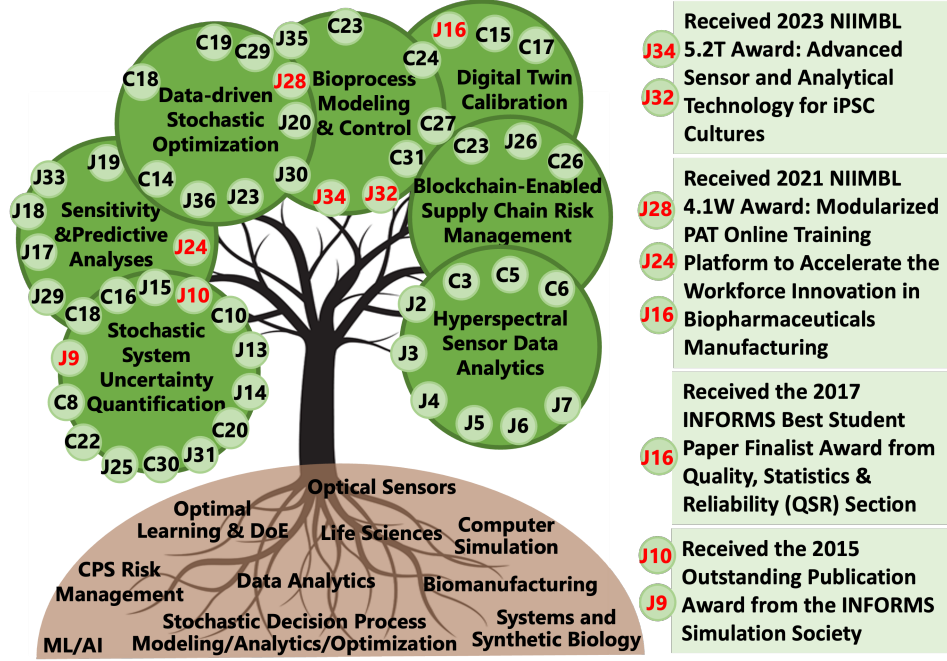 C19
C29
J35
C23
J16
C15
C17
C18
J28
C24
Data-driven
Stochastic
Optimization
J20
Bioprocess
Modeling
& Control
Digital Twin
Calibration
C27
C23
J26
C26
C31
J33
J19
C14
J36
J23
J30
J34
J32
Blockchain-Enabled
Supply Chain Risk
Management
J18
Sensitivity
&Predictive
Analyses
J17
J24
J29
C18
C16
J15
J10
C10
Stochastic
System
Uncertainty
Quantification
J9
J13
C8
J14
C22
C20
J25
C30
J31
J2
C3
C5
C6
Hyperspectral
Sensor Data
Analytics
J3
J4
J5
J6
J7
Optical Sensors
Optimal
Learning & DoE
Life Sciences
Computer
Simulation
CPS Risk
Management
Data Analytics
Biomanufacturing
ML/AI
Stochastic Decision Process
Modeling/Analytics/Optimization
Systems and
Synthetic Biology
J34
J32
Received 2023 NIIMBL
5.2T Award: Advanced
Sensor and Analytical
Technology for iPSC
Cultures
J28
J24
J16
Received 2021 NIIMBL
4.1W Award: Modularized
PAT Online Training
Platform to Accelerate the
Workforce Innovation in
Biopharmaceuticals
Manufacturing
J16
Received the 2017
INFORMS Best Student
Paper Finalist Award from
Quality, Statistics &
Reliability (QSR) Section
J10
J9
Received the 2015
Outstanding Publication
Award from the INFORMS
Simulation Society